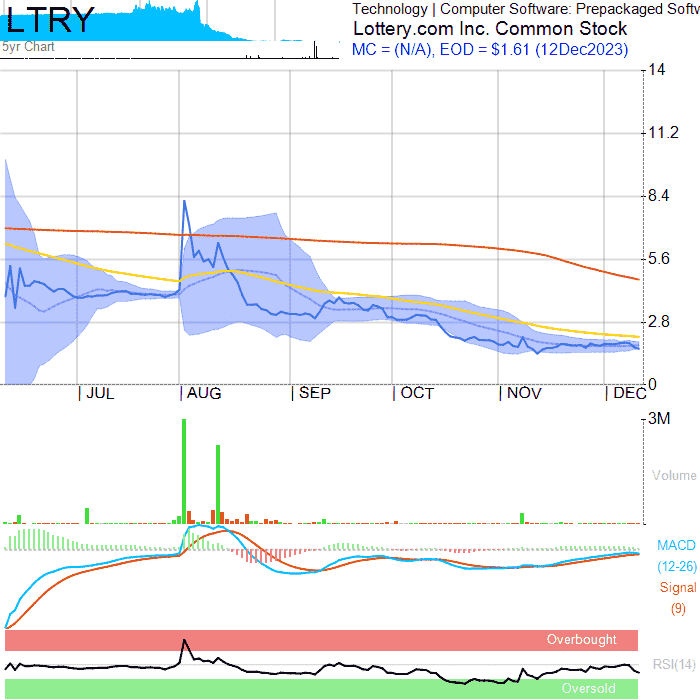 LTRY
Technology | Computer Software: Prepackaged Softw
Lottery.com Inc. Common Stock
5yr Chart
MC = (N/A), EOD = $1.61 (12Dec2023)
14
11.2
8.4
5.6
2.8
0
JUL
AUG
SEP
OCT
NOV
DEC
3M
Volume
MACD
(12-26)
Signal
(9)
Overbought
RSI(14)
Oversold